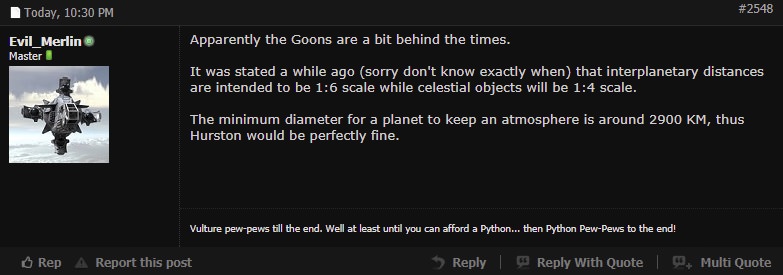 Today, 10:30 PM
#2548
Evil_Merlin
Master
Apparently the Goons are a bit behind the times.
It was stated a while ago (sorry don't know exactly when) that interplanetary distances
are intended to be 1:6 scale while celestial objects will be 1:4 scale.
The minimum diameter for a planet to keep an atmosphere is around 2900 KM, thus
Hurston would be perfectly fine.
Vulture pew-pews till the end. Well at least until you can afford a Python... then Python Pew-Pews to the end!
Rep Report this post Reply Reply With Quote Multi Quote